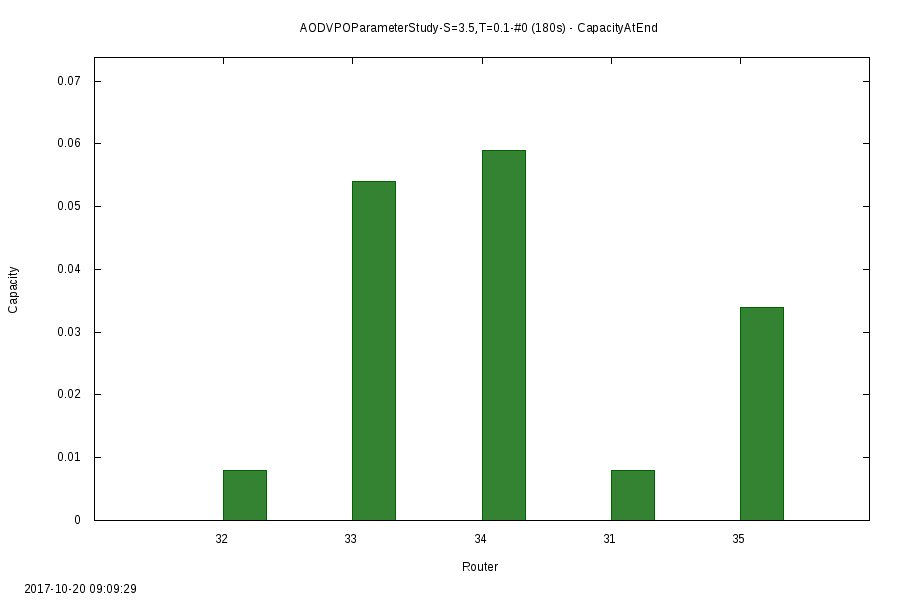 AODVPOParameterStudy-S=3.5,T=0.1-#0 (180s) - CapacityAtEnd
0.07
0.06
0.05
0.04
0.03
0.02
0.01
0
Capacity
32 33 34 31 35
Router
2017-10-20 09:09:29